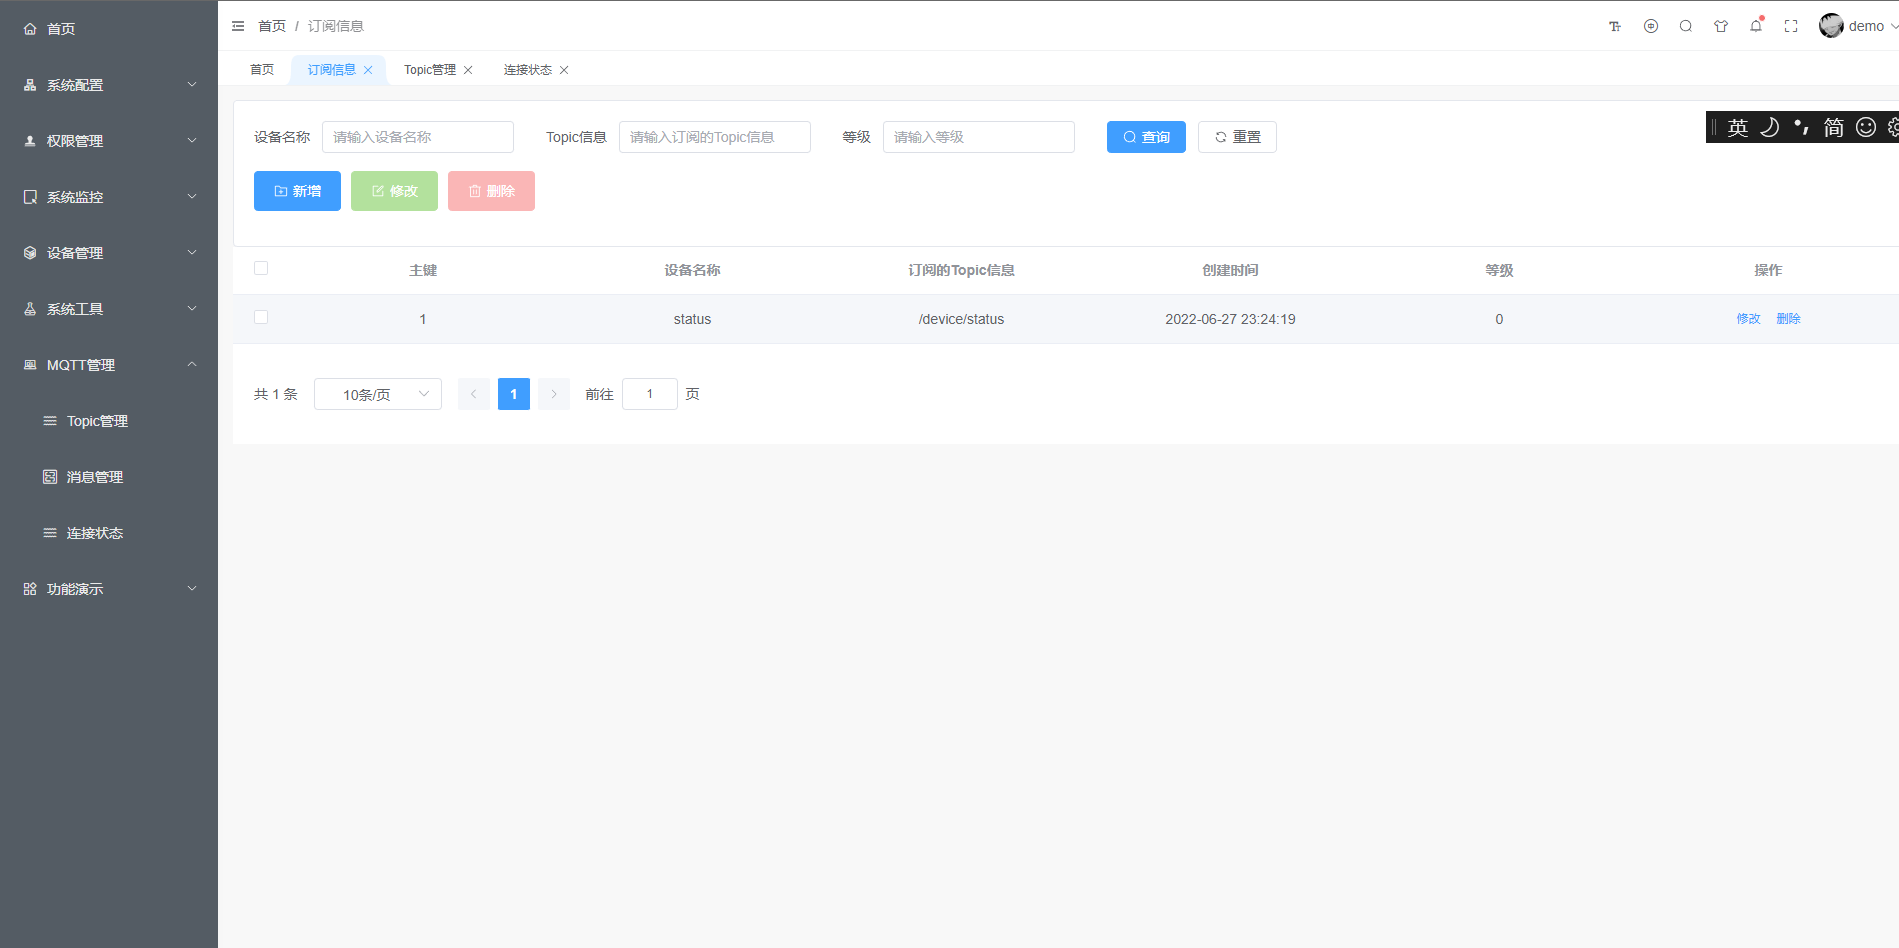 首页
系统配置
权限管理
系统监控
设备管理
系统工具
MQTT管理
Topic管理
消息管理
连接状态
功能演示
首页 / 订阅信息
demo
首页 订阅信息 Topic管理 连接状态
设备名称 请输入设备名称 Topic信息 请输入订阅的Topic信息 等级 请输入等级 查询 重置
英 简
新增 修改 删除
主键 设备名称 订阅的Topic信息 创建时间 等级 操作
1 status /device/status 2022-06-27 23:24:19 0 修改 删除
共 1 条 10条/页 1 前往 1 页